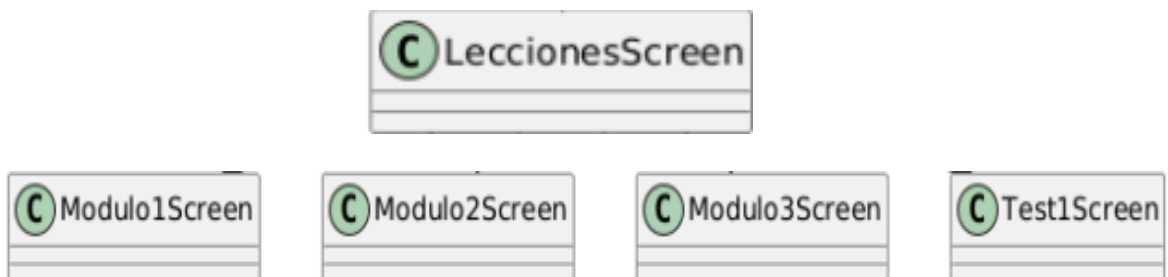 C LeccionesScreen
C Modulo1Screen
C Modulo2Screen
C Modulo3Screen
C Test1Screen